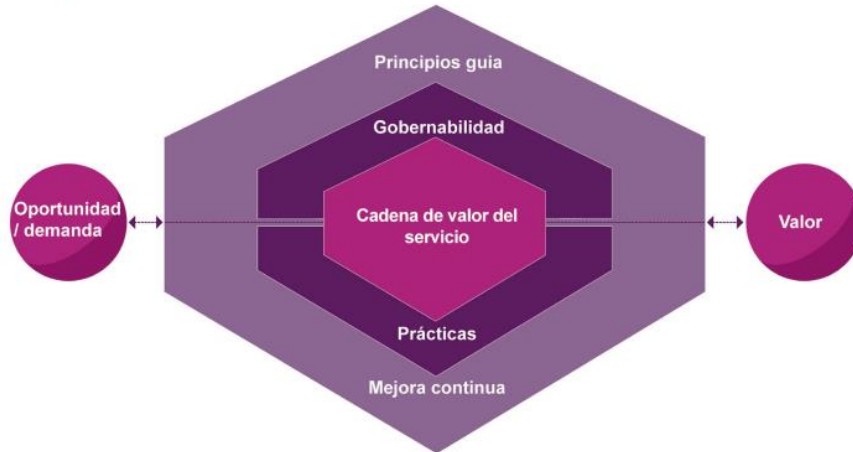 Principios guia
Gobernabilidad
Oportunidad
/ demanda
Cadena de valor del
servicio
Valor
Prácticas
Mejora continua